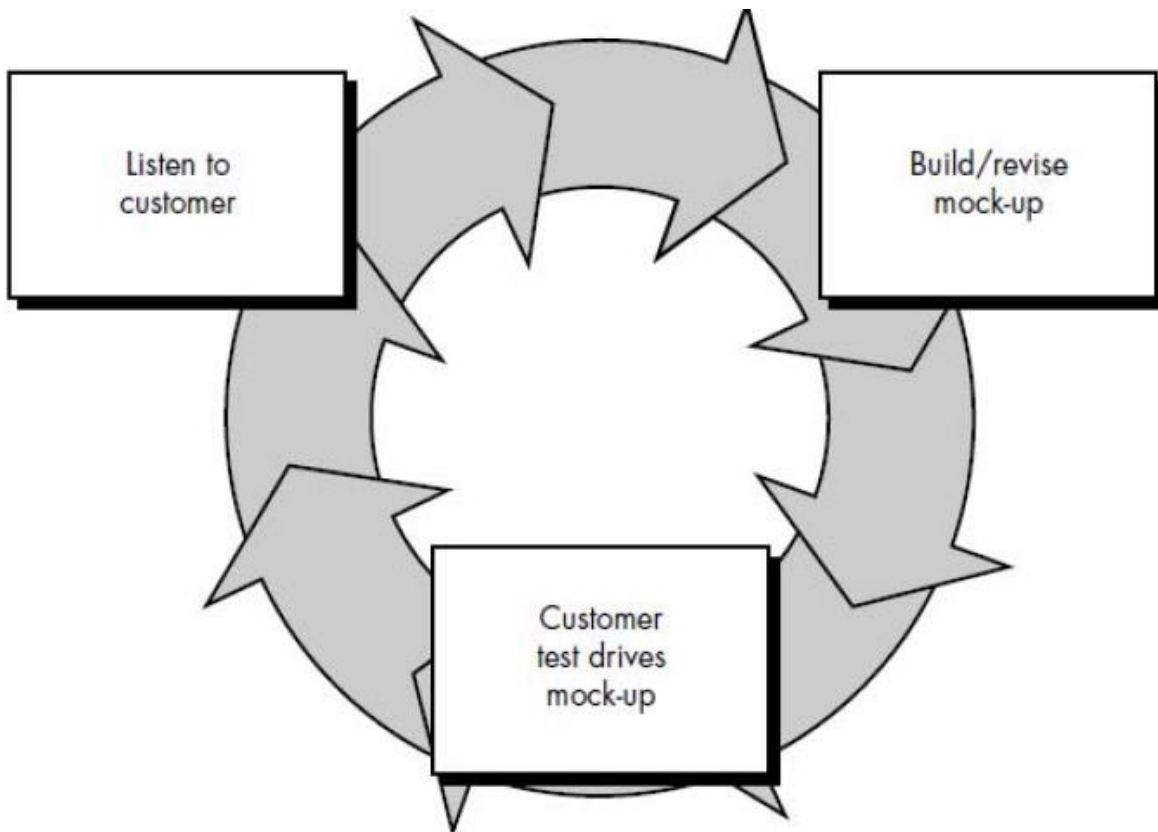 Listen to
customer
Build/revise
mock-up
Customer
test drives
mock-up